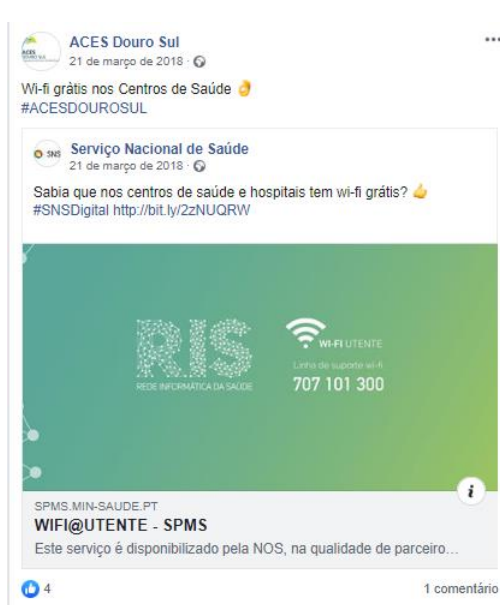 ACES Douro Sul
21 de março de 2018
Wi-fi gràtis nos Centros de Saúde 👌
#ACESDOUROSUL
SNS
Serviço Nacional de Saúde
21 de março de 2018
Sabia que nos centros de saúde e hospitais tem wi-fi grátis? 👍
#SNSDigital http://bit.ly/2zNUQRW
RIS
REDE INFORMÁTICA DA SAÚDE
WI-FI UTENTE
Linha de suporte wi-fi
707 101 300
SPMS.MIN-SAUDE.PT
WIFI@UTENTE - SPMS
Este serviço é disponibilizado pela NOS, na qualidade de parceiro…
4
1 comentário